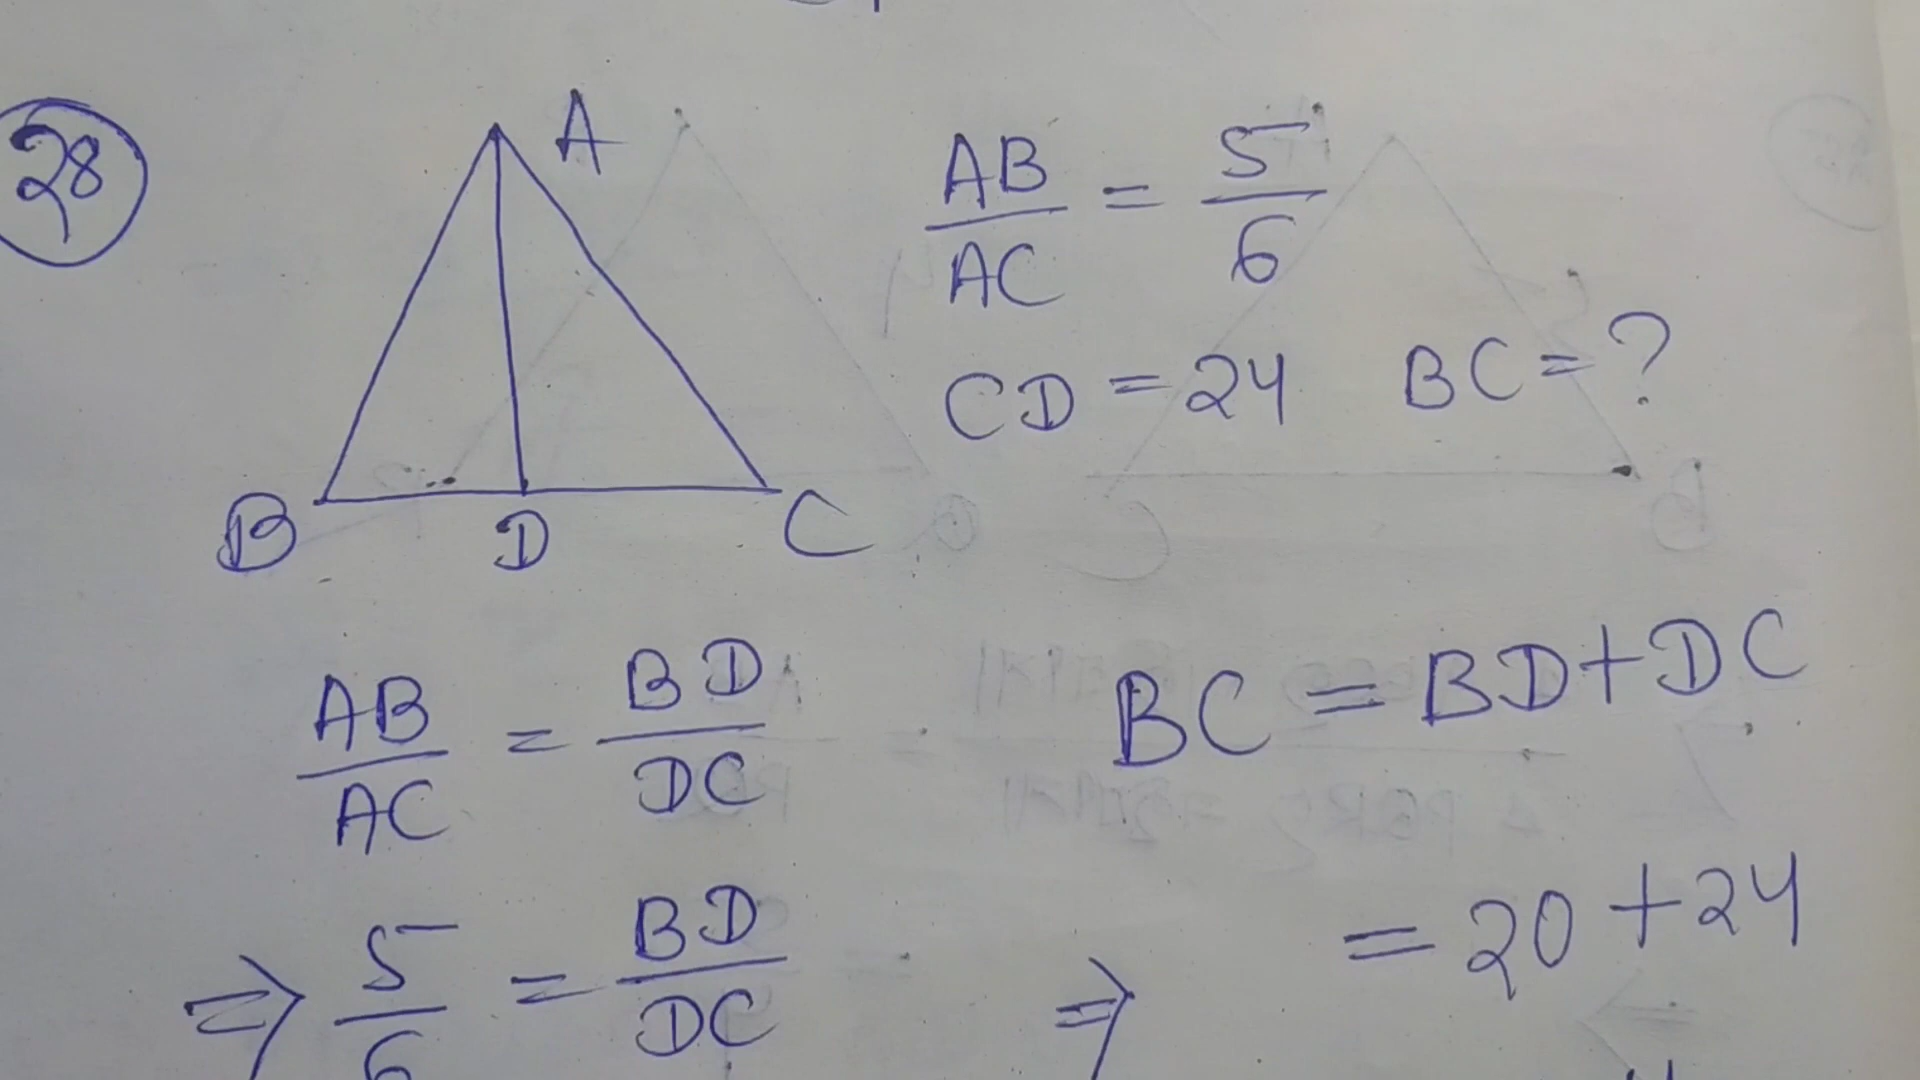 28
A
B D C
AB/AC = 5/6
CD = 24 BC = ?
AB/AC = BD/DC
⇒ 5/6 = BD/DC
BC = BD + DC
⇒ = 20 + 24